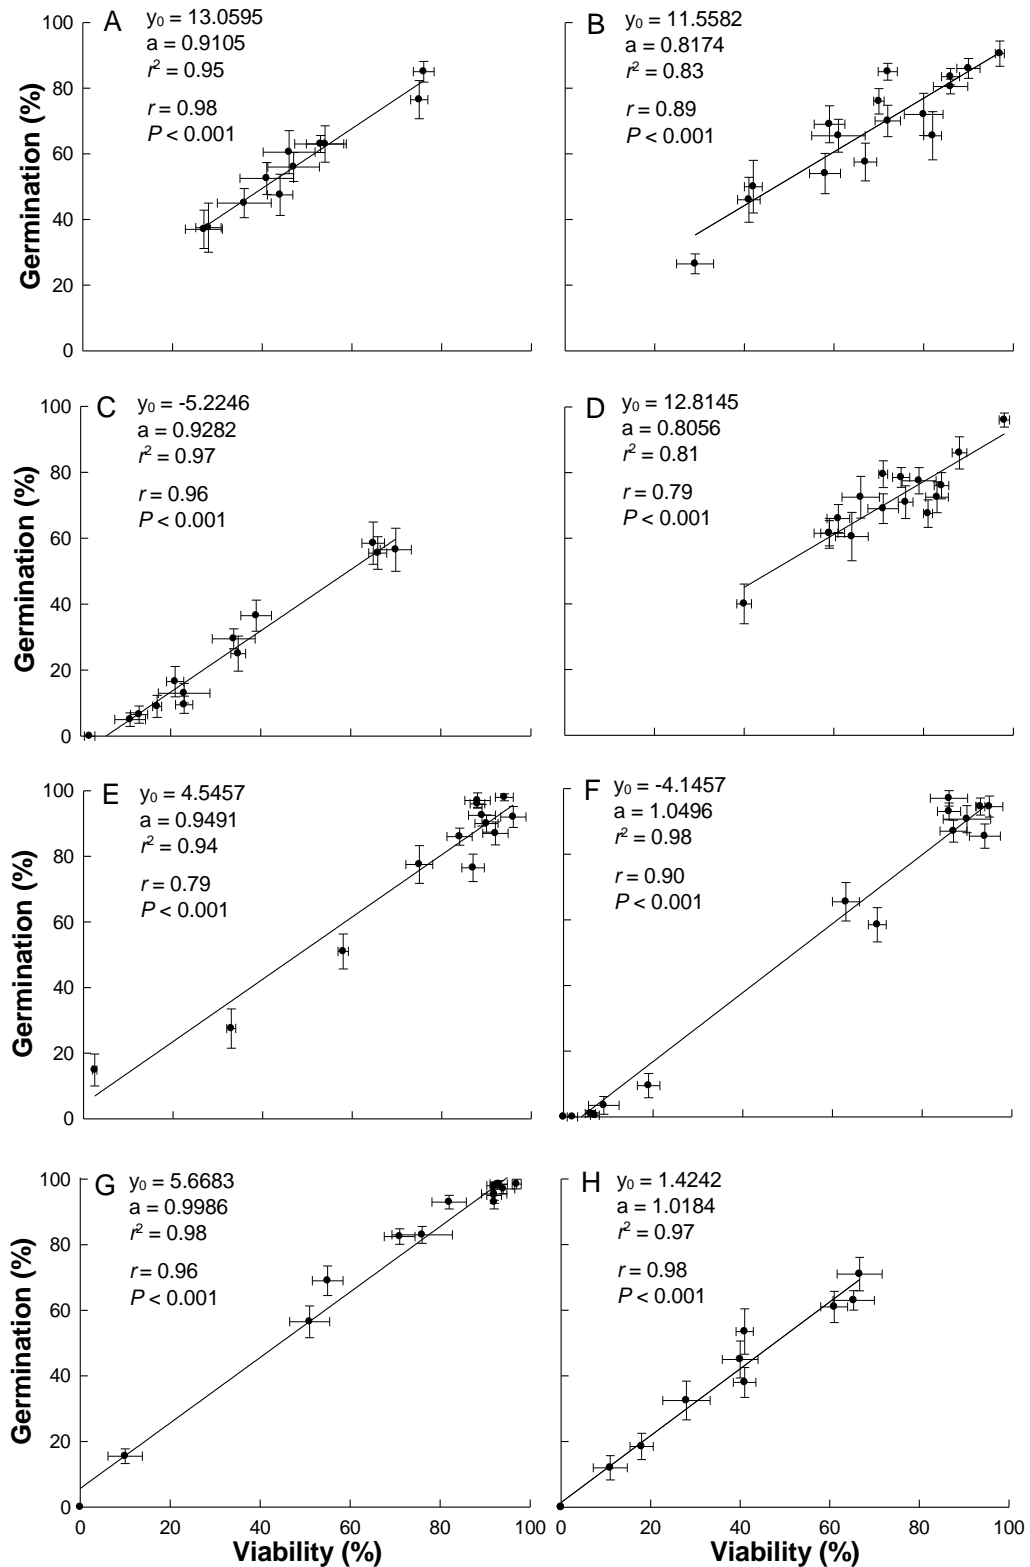 A
y₀ = 13.0595
a = 0.9105
r² = 0.95
r = 0.98
P < 0.001
100
80
60
40
20
0
Germination (%)
B
y₀ = 11.5582
a = 0.8174
r² = 0.83
r = 0.89
P < 0.001
C
y₀ = -5.2246
a = 0.9282
r² = 0.97
r = 0.96
P < 0.001
100
80
60
40
20
0
Germination (%)
D
y₀ = 12.8145
a = 0.8056
r² = 0.81
r = 0.79
P < 0.001
E
y₀ = 4.5457
a = 0.9491
r² = 0.94
r = 0.79
P < 0.001
100
80
60
40
20
0
Germination (%)
F
y₀ = -4.1457
a = 1.0496
r² = 0.98
r = 0.90
P < 0.001
G
y₀ = 5.6683
a = 0.9986
r² = 0.98
r = 0.96
P < 0.001
100
80
60
40
20
0
Germination (%)
0 20 40 60 80 100
Viability (%)
H
y₀ = 1.4242
a = 1.0184
r² = 0.97
r = 0.98
P < 0.001
0 20 40 60 80 100
Viability (%)